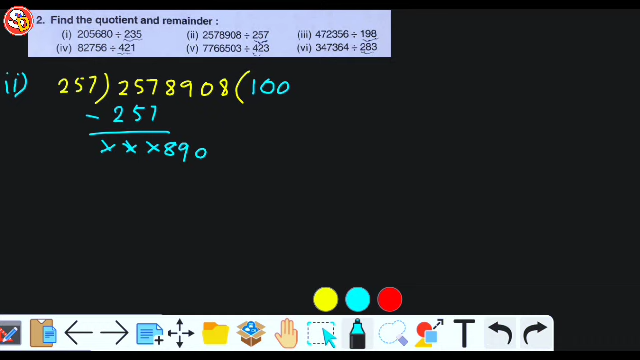 2. Find the quotient and remainder :
(i) 205680 ÷ 235 (ii) 2578908 ÷ 257 (iii) 472356 ÷ 198
(iv) 82756 ÷ 421 (v) 7766503 ÷ 423 (vi) 347364 ÷ 283
ii) 257) 2578908 (100
- 257
× × × 890
T